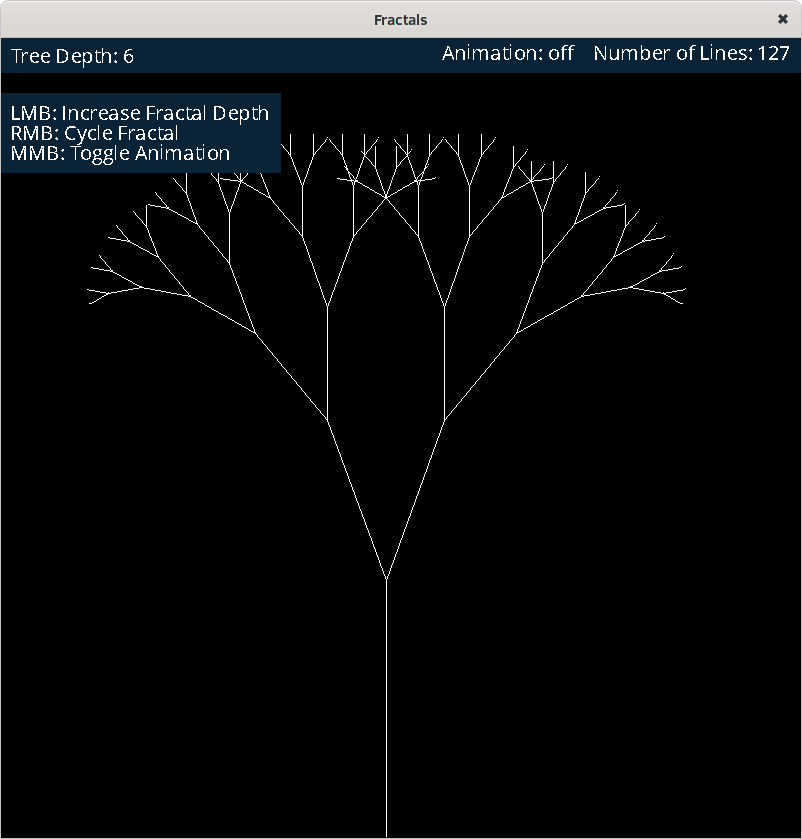 Fractals
Tree Depth: 6
Animation: off
Number of Lines: 127
LMB: Increase Fractal Depth
RMB: Cycle Fractal
MMB: Toggle Animation